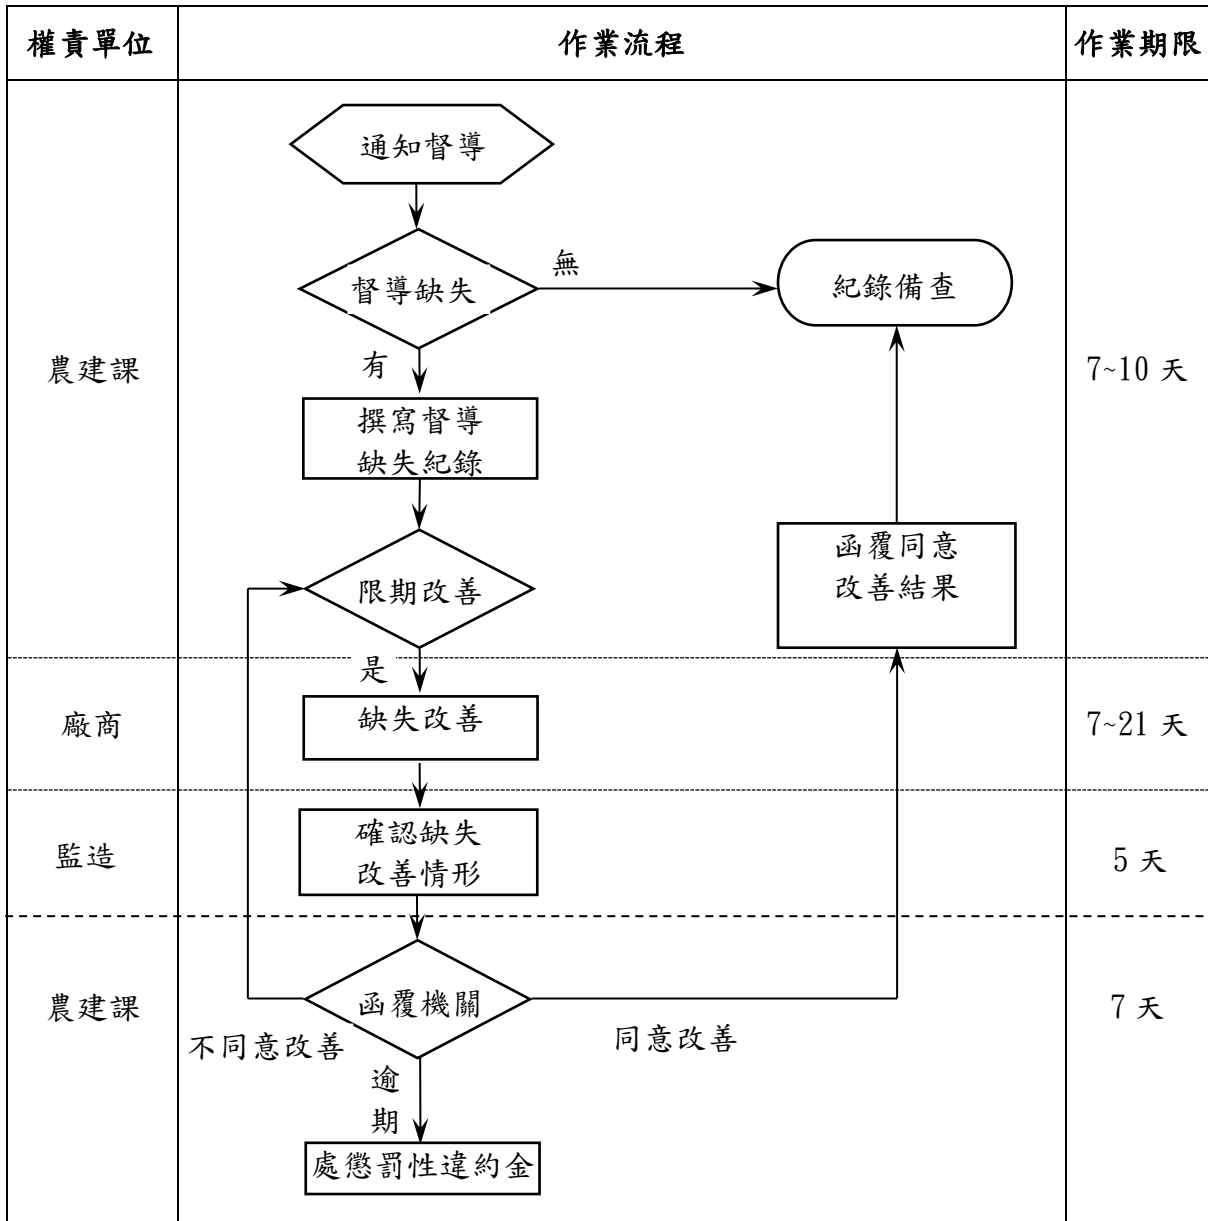 權責單位
作業流程
作業期限
通知督導
督導缺失
無
紀錄備查
有
農建課
7~10 天
撰寫督導
缺失紀錄
函覆同意
改善結果
限期改善
是
廠商
缺失改善
7~21 天
監造
確認缺失
改善情形
5 天
農建課
函覆機關
7 天
不同意改善
同意改善
逾
期
處懲罰性違約金